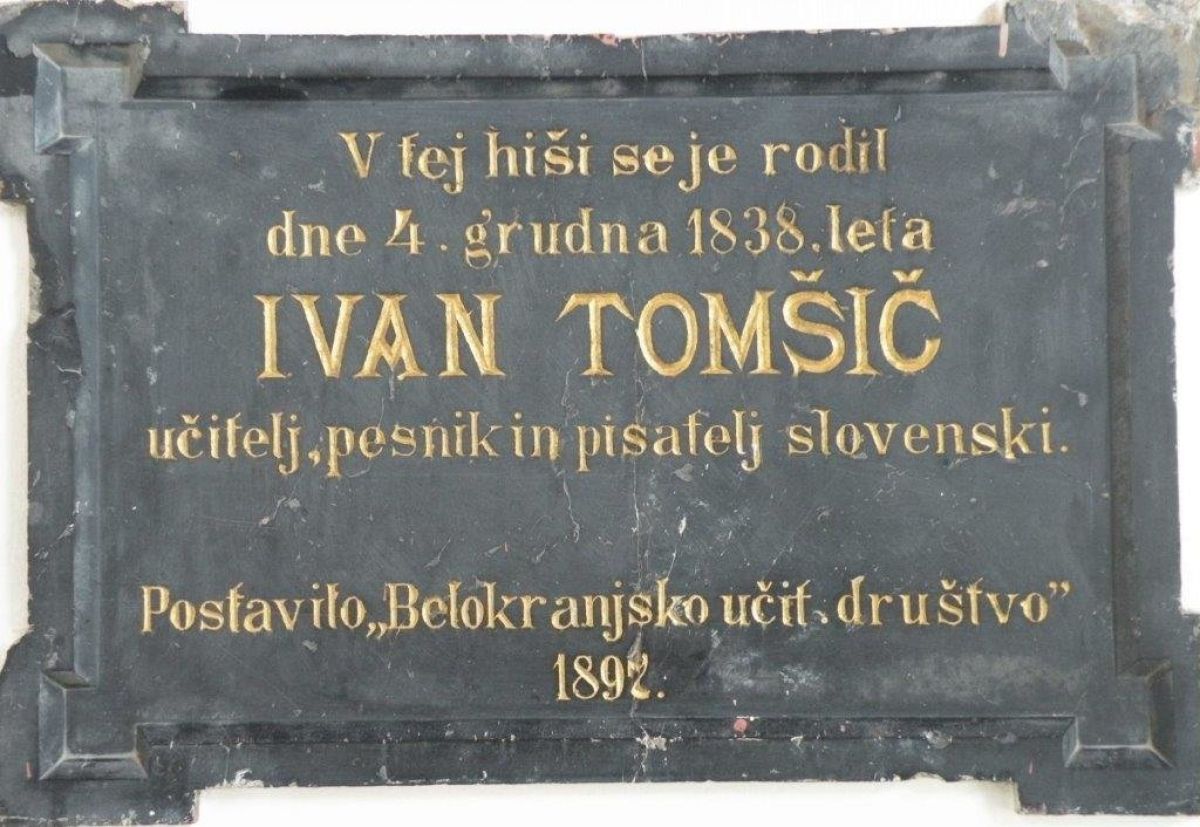 V tej hiši se je rodil
dne 4. grudna 1838. leta
IVAN TOMŠIČ
učitelj, pesnik in pisatelj slovenski.
Postavilo „Belokranjsko učit. društvo”
1897.